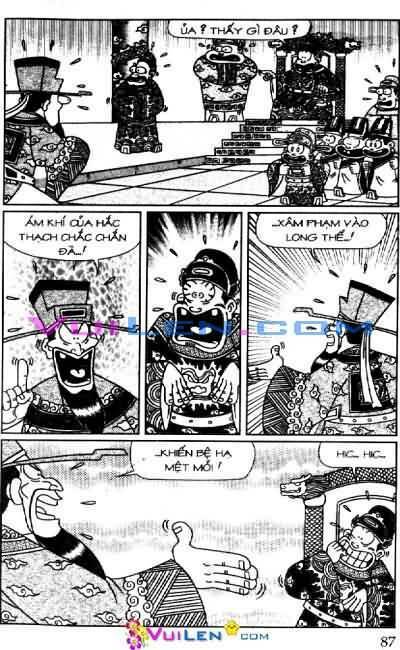 ỦA? THẤY GÌ ĐÂU?
ÁM KHÍ CỦA HẮC
THẠCH CHẮC CHẮN
ĐÃ...!
...XÂM PHẠM VÀO
LONG THỂ...!
VuiLen.com
...KHIẾN BỆ HẠ
MỆT MỎI!
HIC... HIC...
VuiLen.com
87